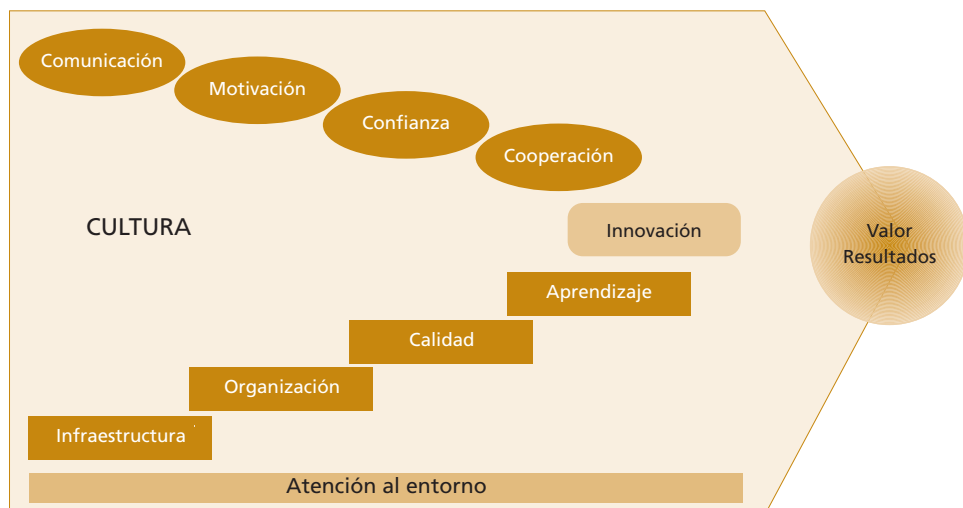 Comunicación
Motivación
Confianza
Cooperación
CULTURA
Innovación
Valor
Resultados
Aprendizaje
Calidad
Organización
Infraestructura
Atención al entorno